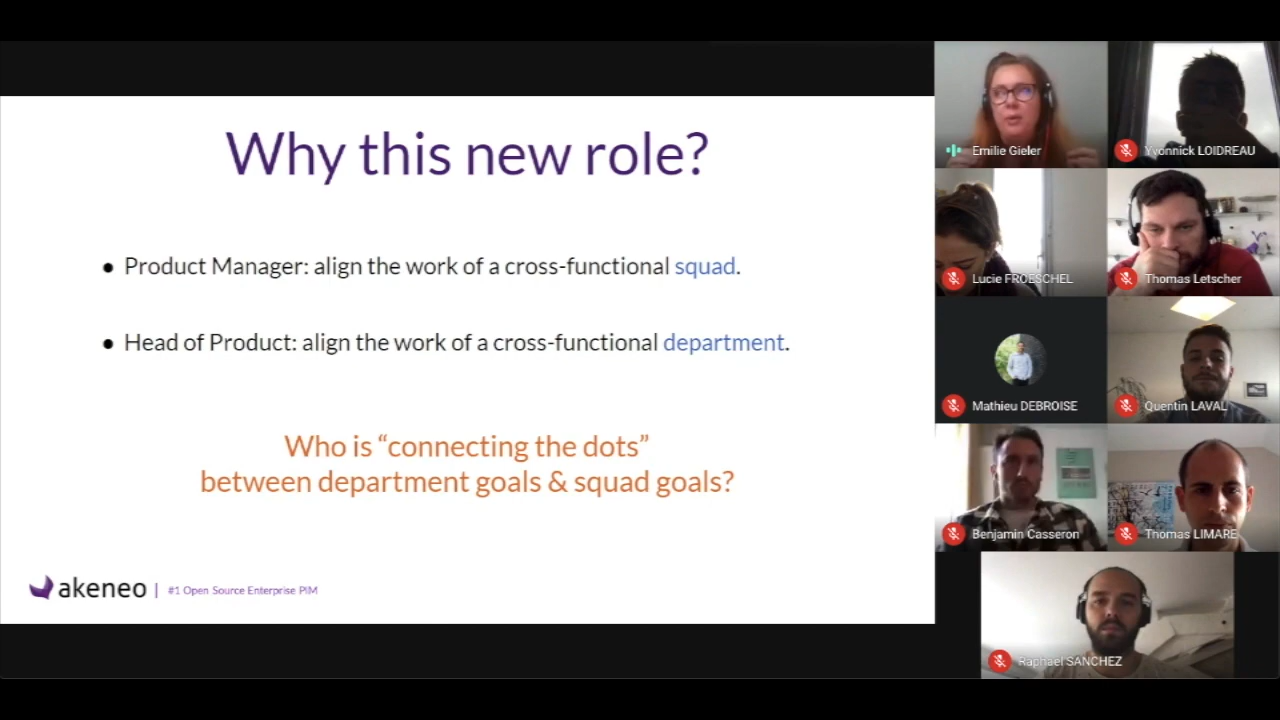 Why this new role?
● Product Manager: align the work of a cross-functional squad.
● Head of Product: align the work of a cross-functional department.
Who is “connecting the dots”
between department goals & squad goals?
akeneo | #1 Open Source Enterprise PIM
Emilie Gieler
Yvonnick LOIDREAU
Lucie FROESCHEL
Thomas Letscher
Mathieu DEBROISE
Quentin LAVAL
Benjamin Casseron
Thomas LIMARE
Raphael SANCHEZ